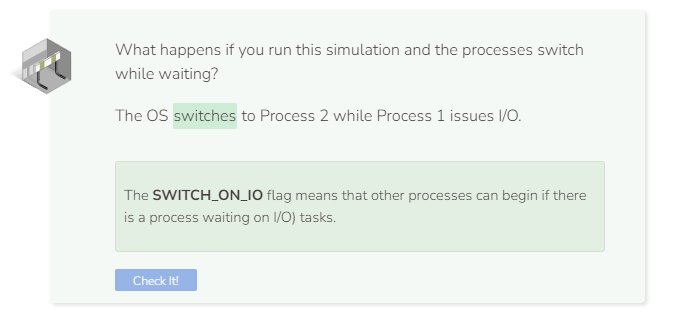 What happens if you run this simulation and the processes switch
while waiting?
The OS switches to Process 2 while Process 1 issues I/O.
The SWITCH_ON_IO flag means that other processes can begin if there
is a process waiting on I/O) tasks.
Check It!